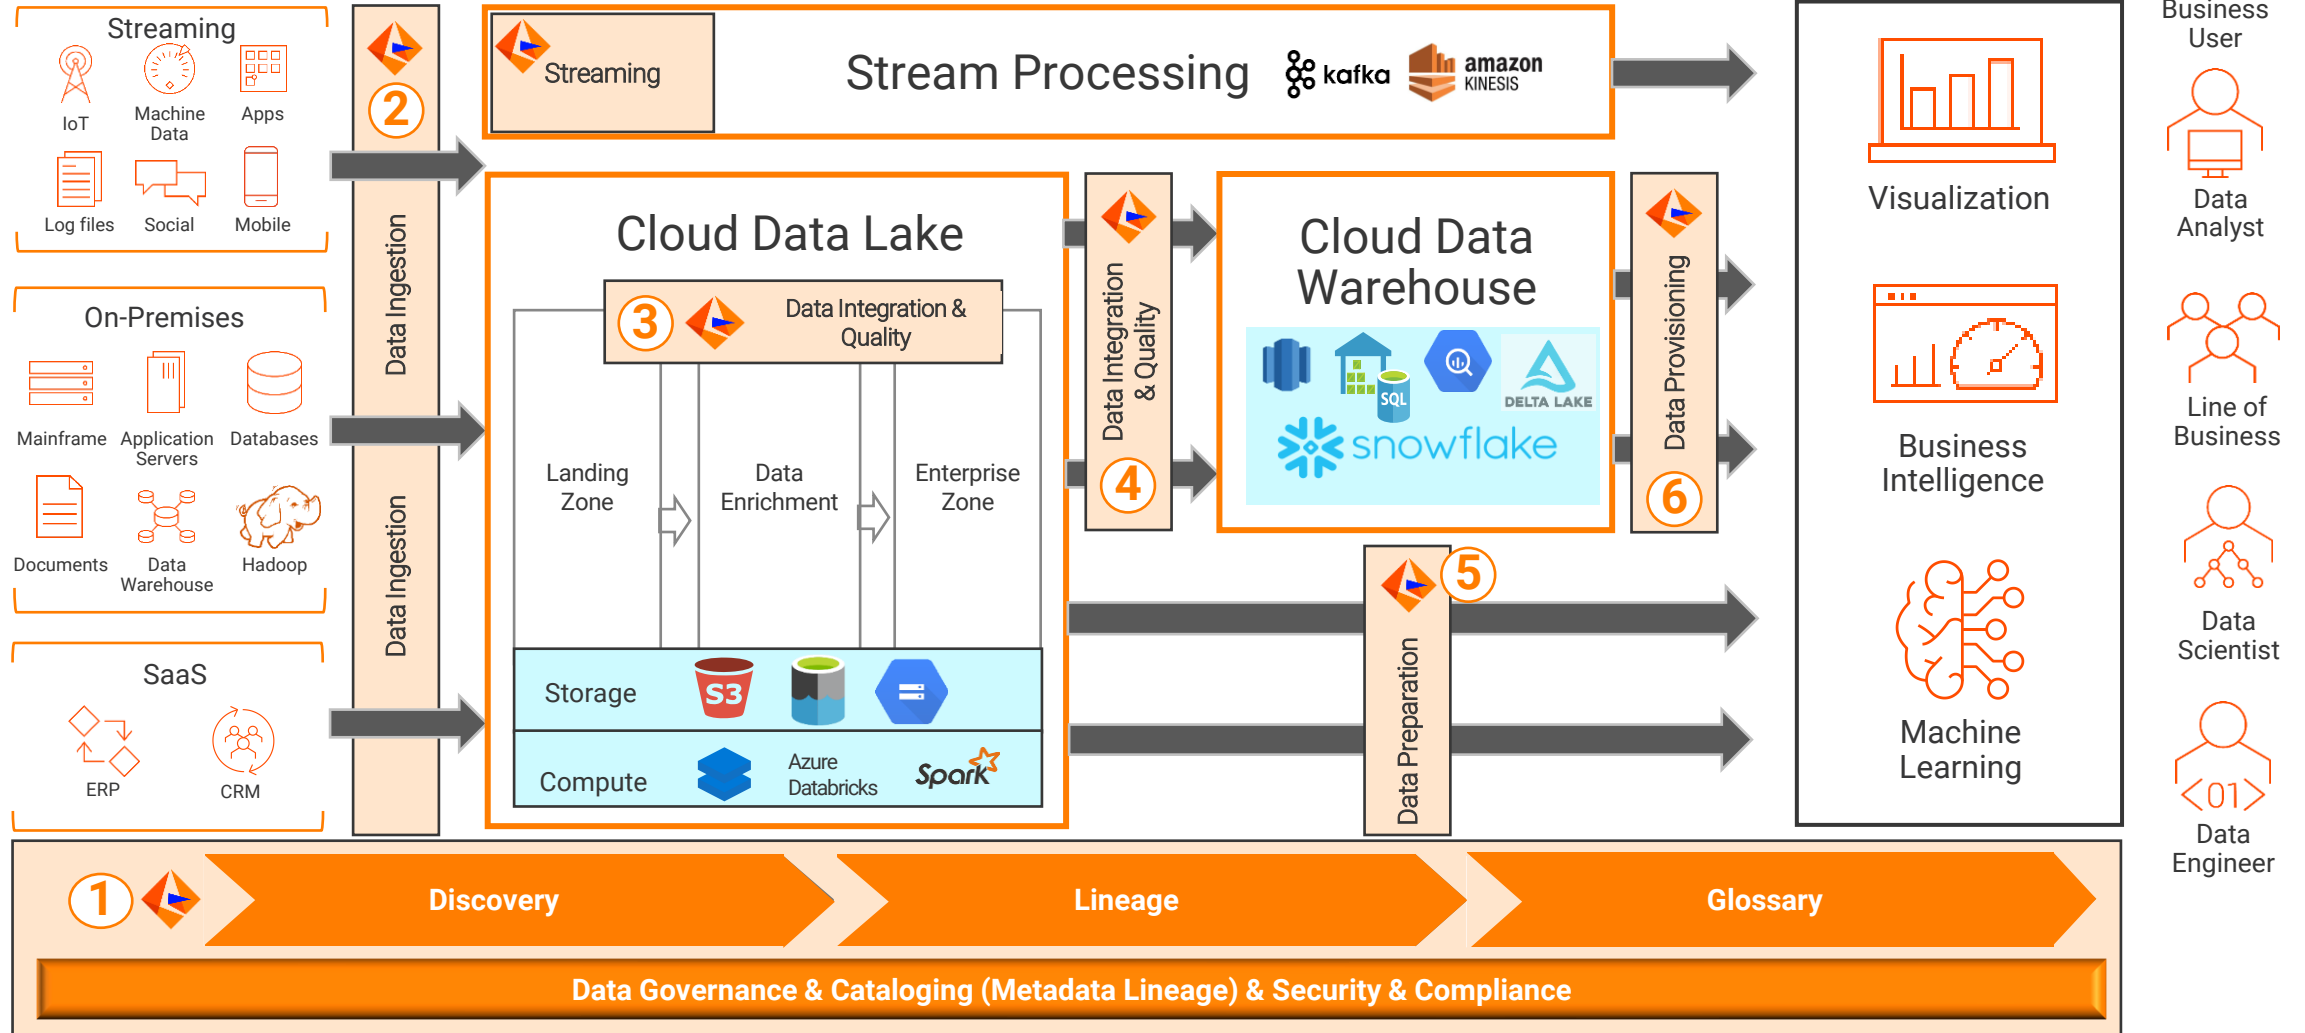 Streaming
IoT
Machine
Data
Apps
Log files
Social
Mobile
On-Premises
Mainframe
Application
Servers
Databases
Documents
Data
Warehouse
Hadoop
SaaS
ERP
CRM
2
Data Ingestion
Data Ingestion
Streaming
Stream Processing
kafka
amazon
KINESIS
Cloud Data Lake
3
Data Integration &
Quality
Landing
Zone
Data
Enrichment
Enterprise
Zone
Storage
S3
Compute
Azure
Databricks
Spark
Data Integration
& Quality
4
Cloud Data
Warehouse
SQL
DELTA LAKE
snowflake
Data Provisioning
6
5
Data Preparation
Visualization
Business
Intelligence
Machine
Learning
Business
User
Data
Analyst
Line of
Business
Data
Scientist
<01>
Data
Engineer
1
Discovery
Lineage
Glossary
Data Governance & Cataloging (Metadata Lineage) & Security & Compliance